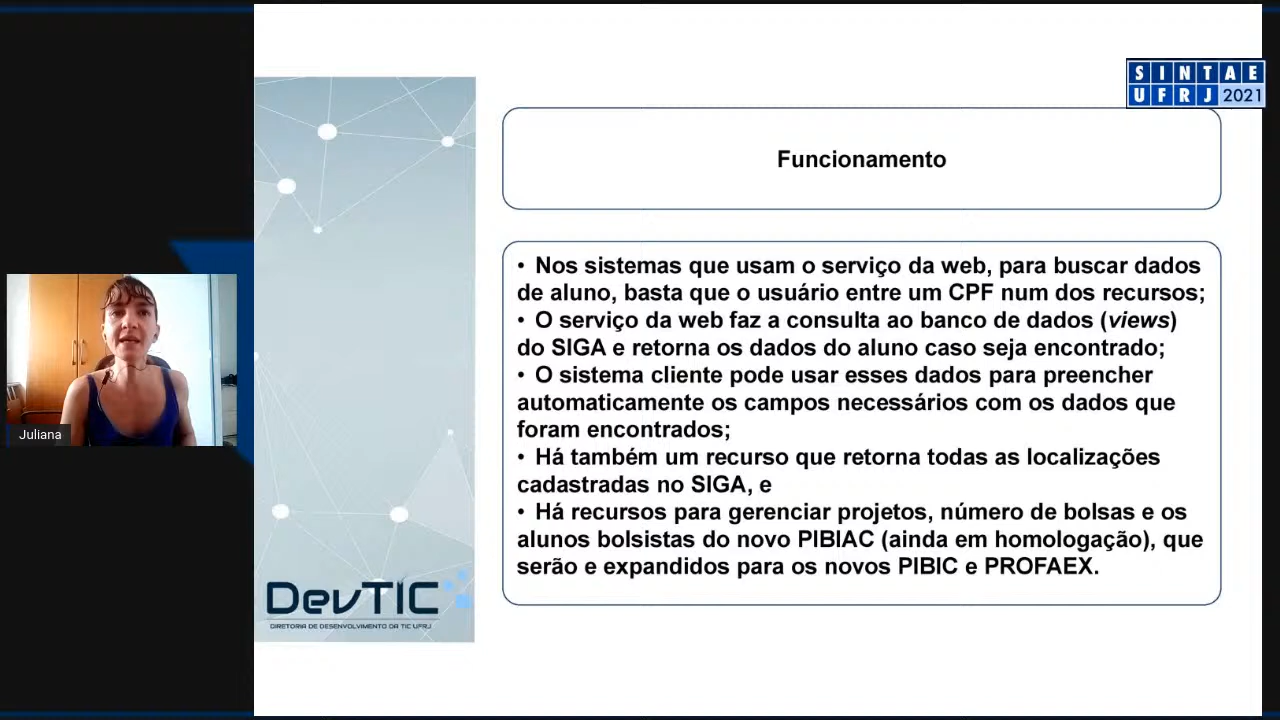 SINTAE
UFRJ 2021
Funcionamento
• Nos sistemas que usam o serviço da web, para buscar dados
de aluno, basta que o usuário entre um CPF num dos recursos;
• O serviço da web faz a consulta ao banco de dados (views)
do SIGA e retorna os dados do aluno caso seja encontrado;
• O sistema cliente pode usar esses dados para preencher
automaticamente os campos necessários com os dados que
foram encontrados;
• Há também um recurso que retorna todas as localizações
cadastradas no SIGA, e
• Há recursos para gerenciar projetos, número de bolsas e os
alunos bolsistas do novo PIBIAC (ainda em homologação), que
serão e expandidos para os novos PIBIC e PROFAEX.
Juliana
DevTIC
DIRETORIA DE DESENVOLVIMENTO DA TIC UFRJ